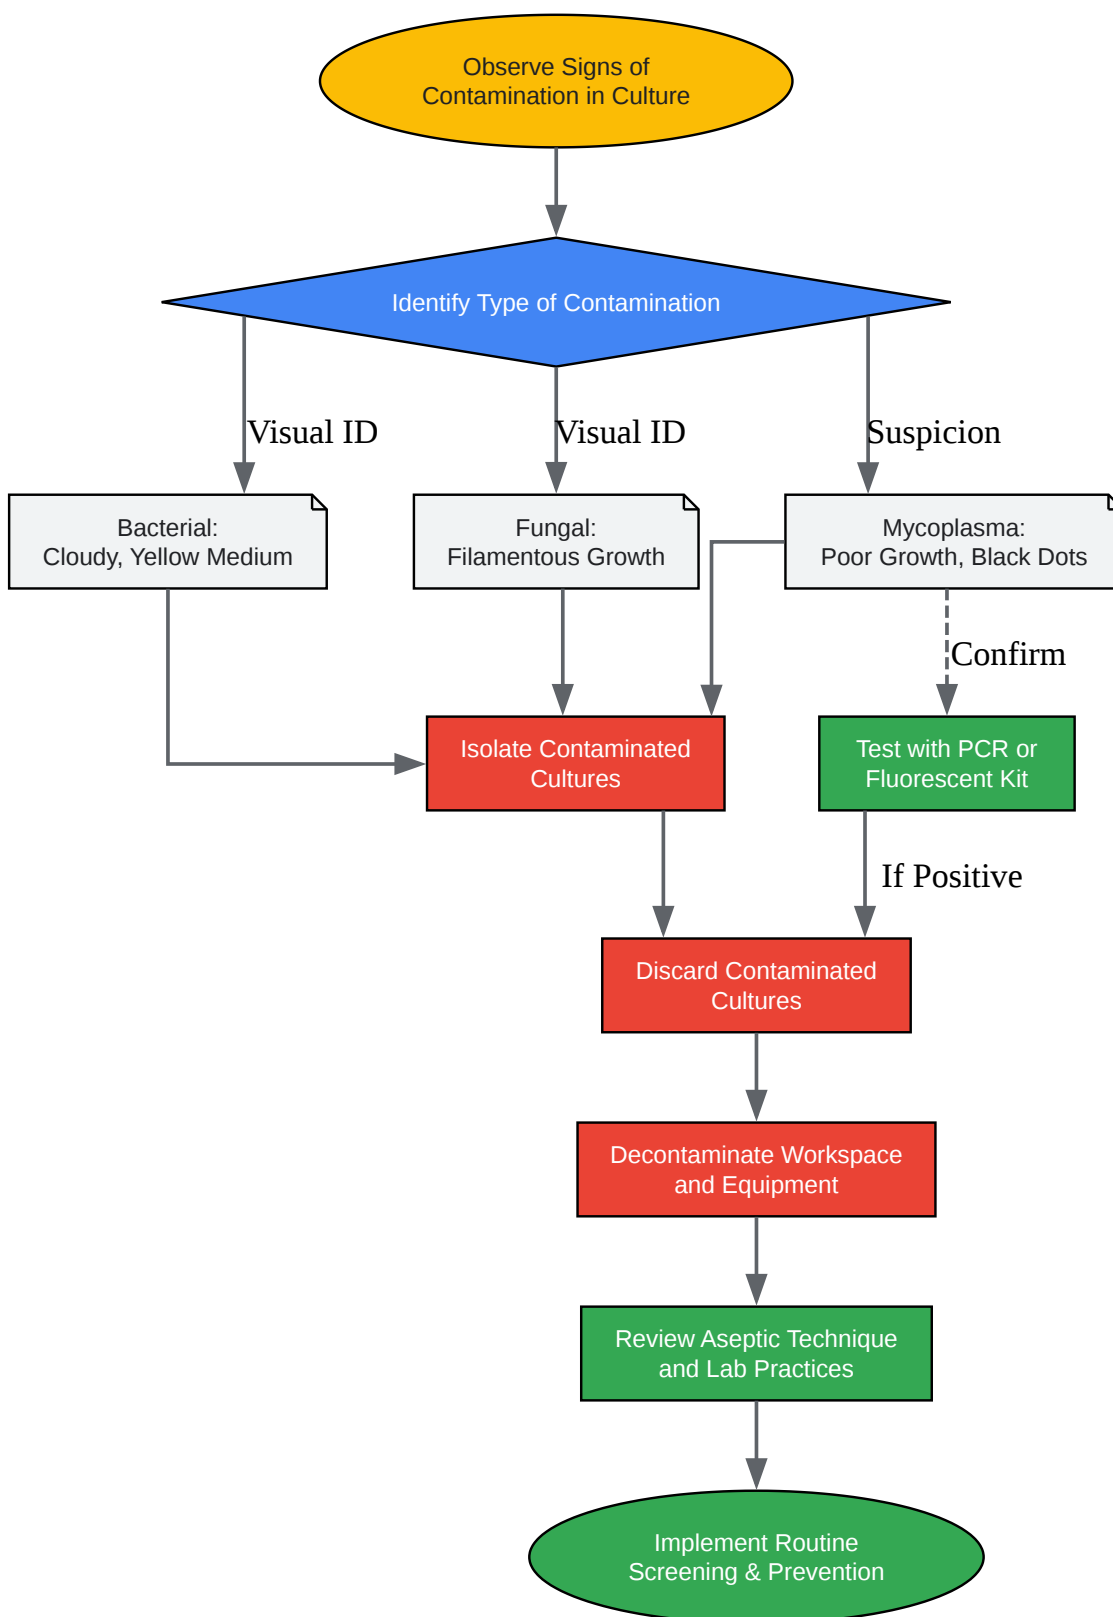 Observe Signs of
Contamination in Culture
Identify Type of Contamination
Visual ID
Visual ID
Suspicion
Bacterial:
Cloudy, Yellow Medium
Fungal:
Filamentous Growth
Mycoplasma:
Poor Growth, Black Dots
Confirm
Isolate Contaminated
Cultures
Test with PCR or
Fluorescent Kit
If Positive
Discard Contaminated
Cultures
Decontaminate Workspace
and Equipment
Review Aseptic Technique
and Lab Practices
Implement Routine
Screening & Prevention